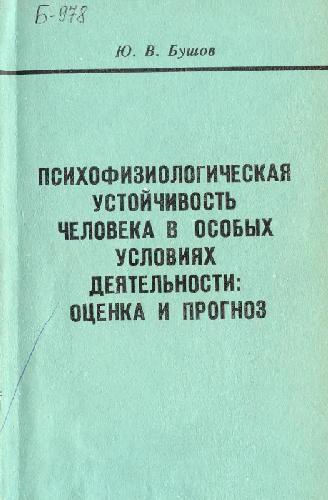 Б-978
Ю. В. Бушов
ПСИХОФИЗИОЛОГИЧЕСКАЯ
УСТОЙЧИВОСТЬ
ЧЕЛОВЕКА В ОСОБЫХ
УСЛОВИЯХ
ДЕЯТЕЛЬНОСТИ:
ОЦЕНКА И ПРОГНОЗ